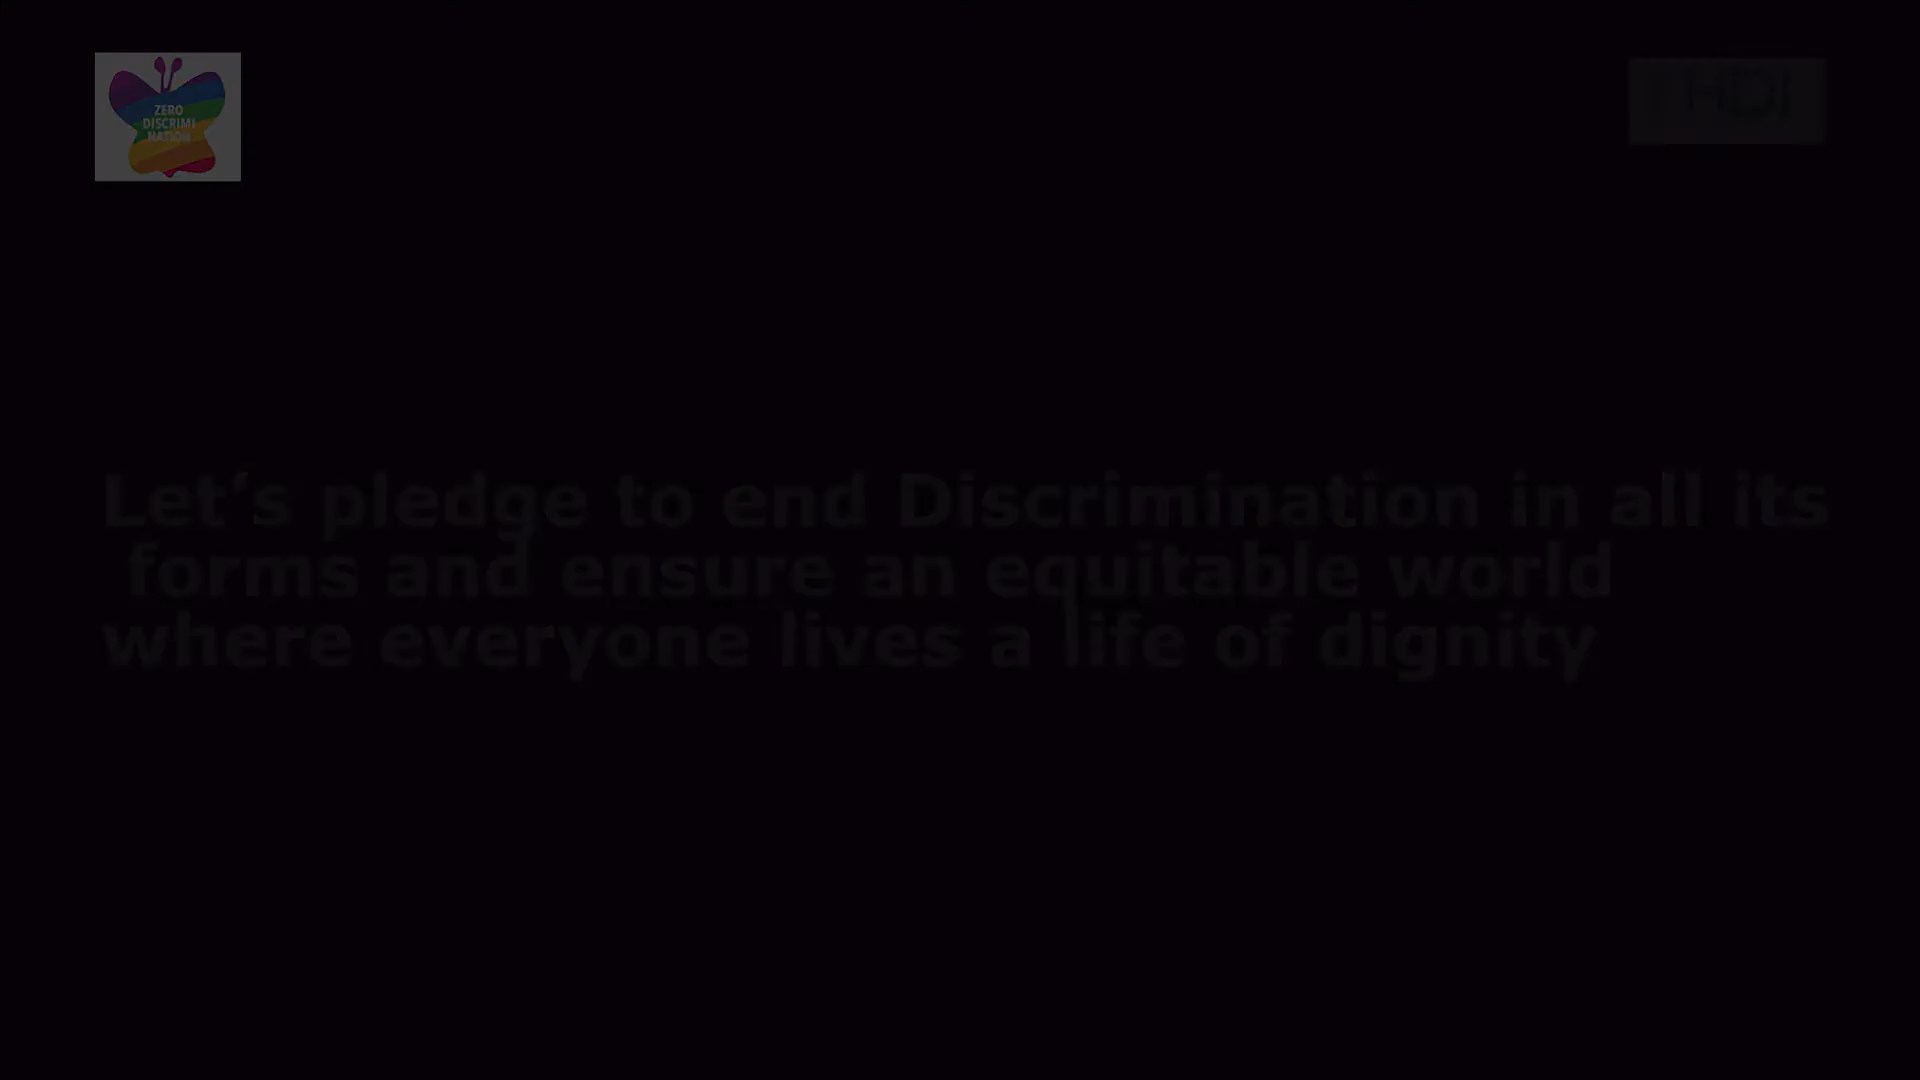 ZERO
DISCRIMI
NATION
HDI
Let's pledge to end Discrimination in all its
forms and ensure an equitable world
where everyone lives a life of dignity